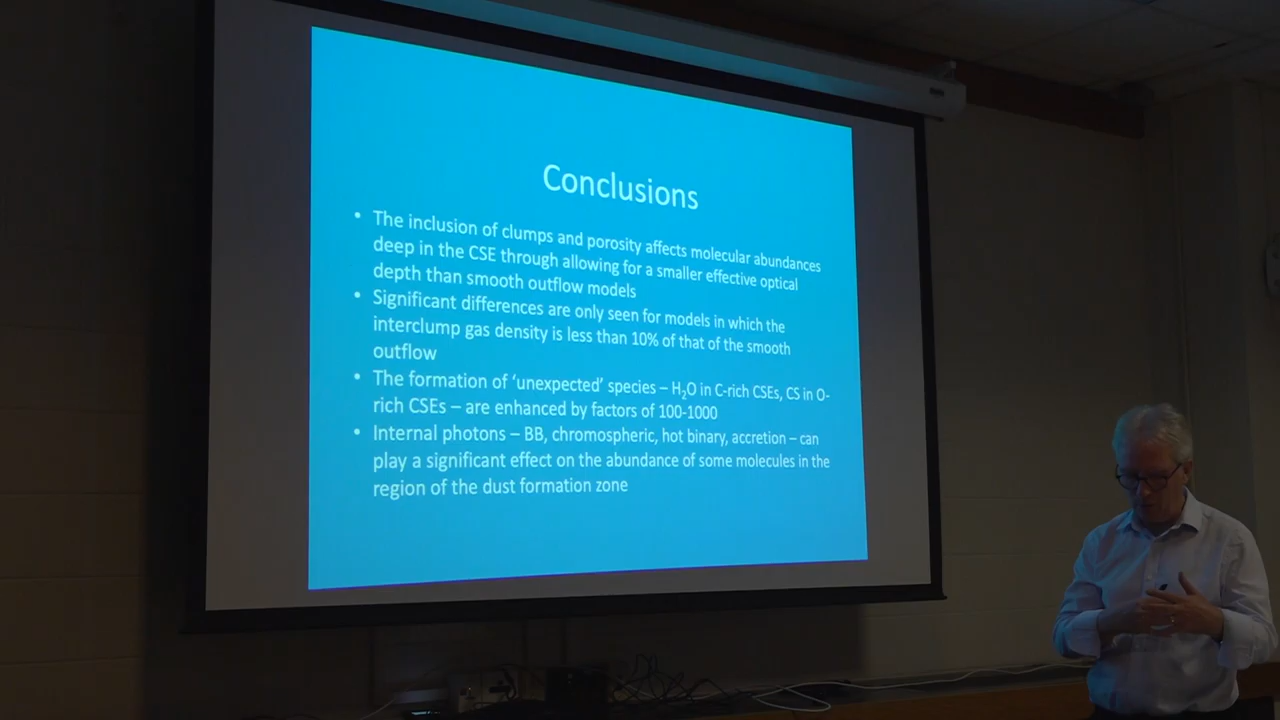 Conclusions
• The inclusion of clumps and porosity affects molecular abundances
deep in the CSE through allowing for a smaller effective optical
depth than smooth outflow models
• Significant differences are only seen for models in which the
interclump gas density is less than 10% of that of the smooth
outflow
• The formation of ‘unexpected’ species – H₂O in C-rich CSEs, CS in O-
rich CSEs – are enhanced by factors of 100-1000
• Internal photons – BB, chromospheric, hot binary, accretion – can
play a significant effect on the abundance of some molecules in the
region of the dust formation zone